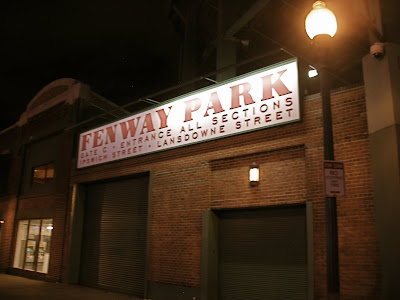 FENWAY PARK
GATE C • ENTRANCE ALL SECTIONS
IPSWICH STREET • LANSDOWNE STREET